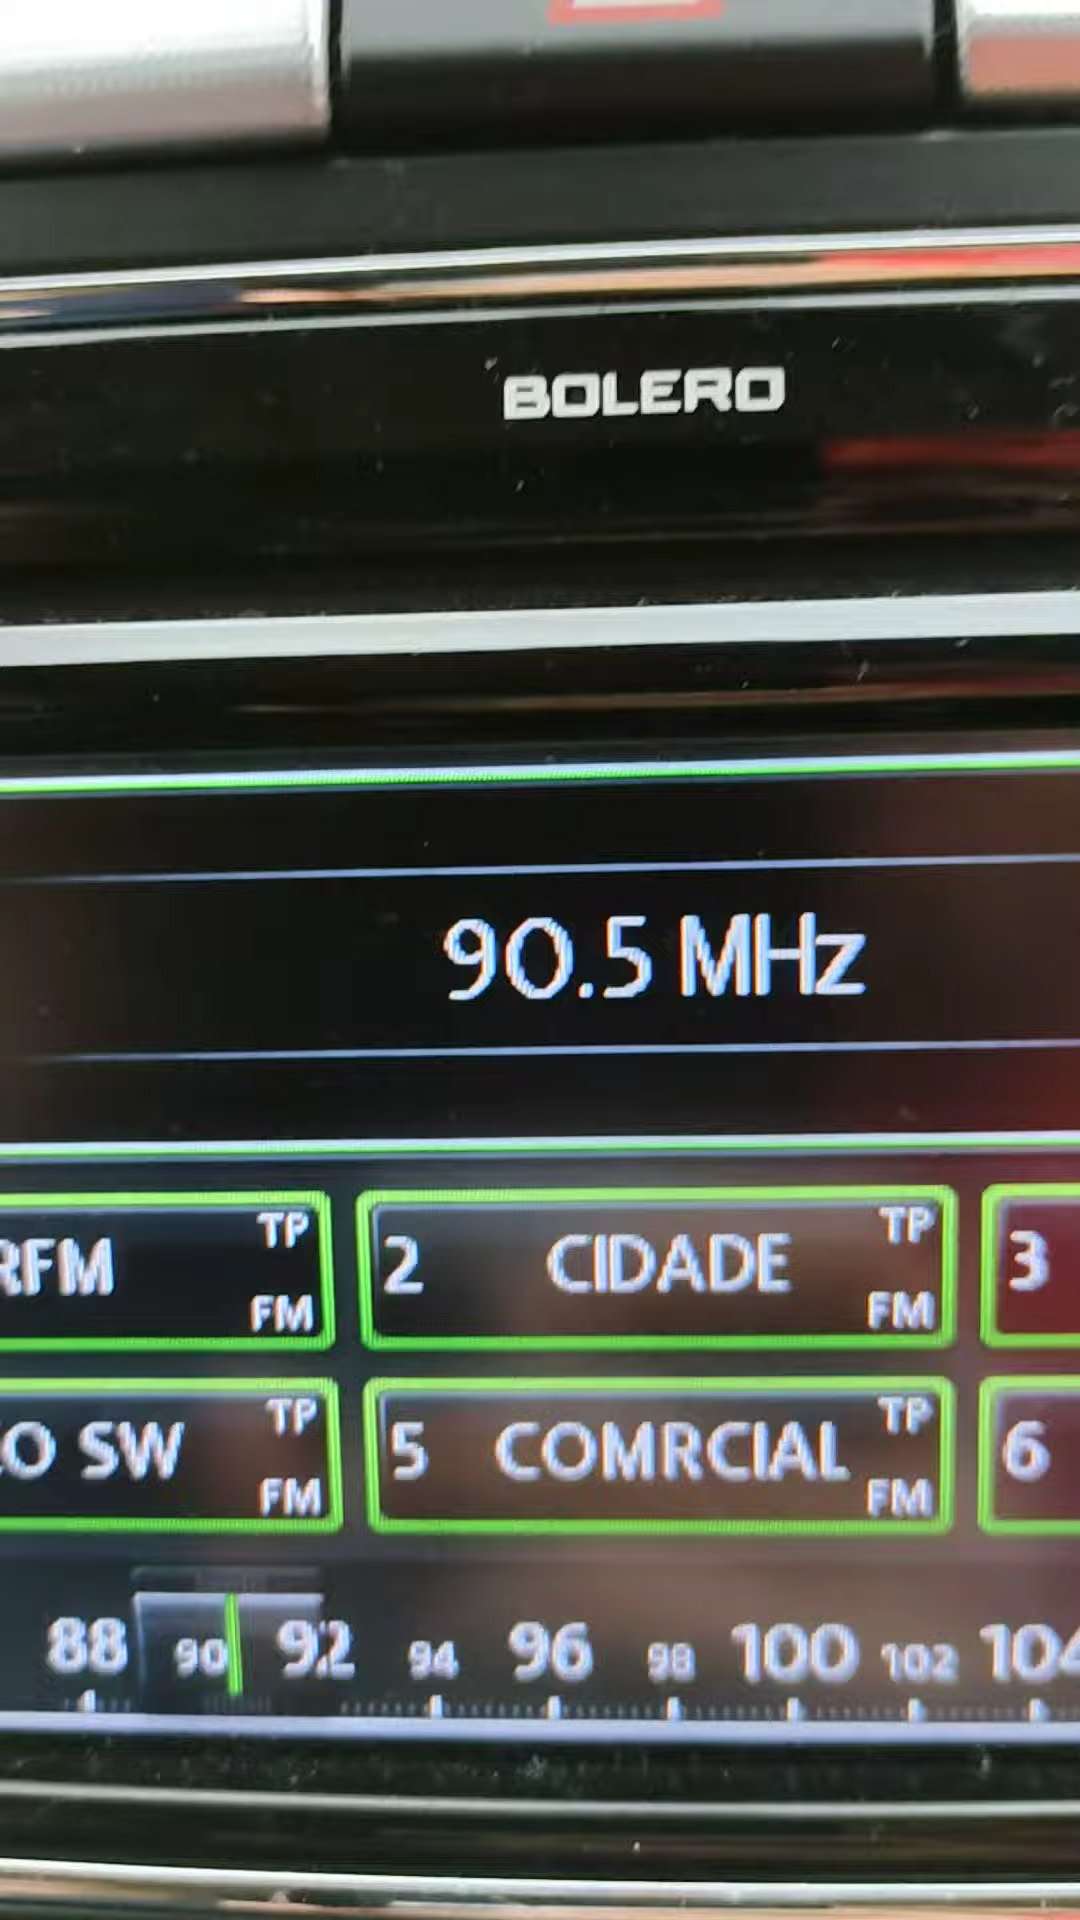 BOLERO
90.5 MHz
RFM TP FM
2 CIDADE TP FM
3
O SW TP FM
5 COMRCIAL TP FM
6
88 90 92 94 96 98 100 102 104